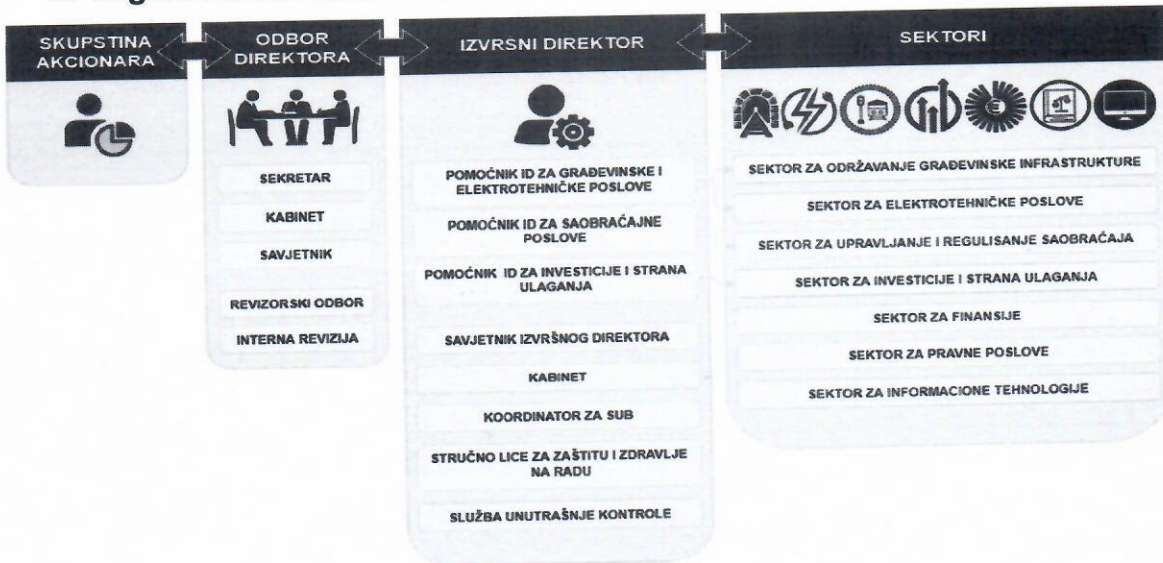 SKUPSTINA
AKCIONARA
ODBOR
DIREKTORA
IZVRSNI DIREKTOR
SEKTORI
SEKRETAR
KABINET
SAVJETNIK
REVIZORSKI ODBOR
INTERNA REVIZIJA
POMOĆNIK ID ZA GRAĐEVINSKE I
ELEKTROTEHNIČKE POSLOVE
POMOĆNIK ID ZA SAOBRAĆAJNE
POSLOVE
POMOĆNIK ID ZA INVESTICIJE I STRANA
ULAGANJA
SAVJETNIK IZVRŠNOG DIREKTORA
KABINET
KOORDINATOR ZA SUB
STRUČNO LICE ZA ZAŠTITU I ZDRAVLJE
NA RADU
SLUŽBA UNUTRAŠNJE KONTROLE
SEKTOR ZA ODRŽAVANJE GRAĐEVINSKE INFRASTRUKTURE
SEKTOR ZA ELEKTROTEHNIČKE POSLOVE
SEKTOR ZA UPRAVLJANJE I REGULISANJE SAOBRAĆAJA
SEKTOR ZA INVESTICIJE I STRANA ULAGANJA
SEKTOR ZA FINANSIJE
SEKTOR ZA PRAVNE POSLOVE
SEKTOR ZA INFORMACIONE TEHNOLOGIJE